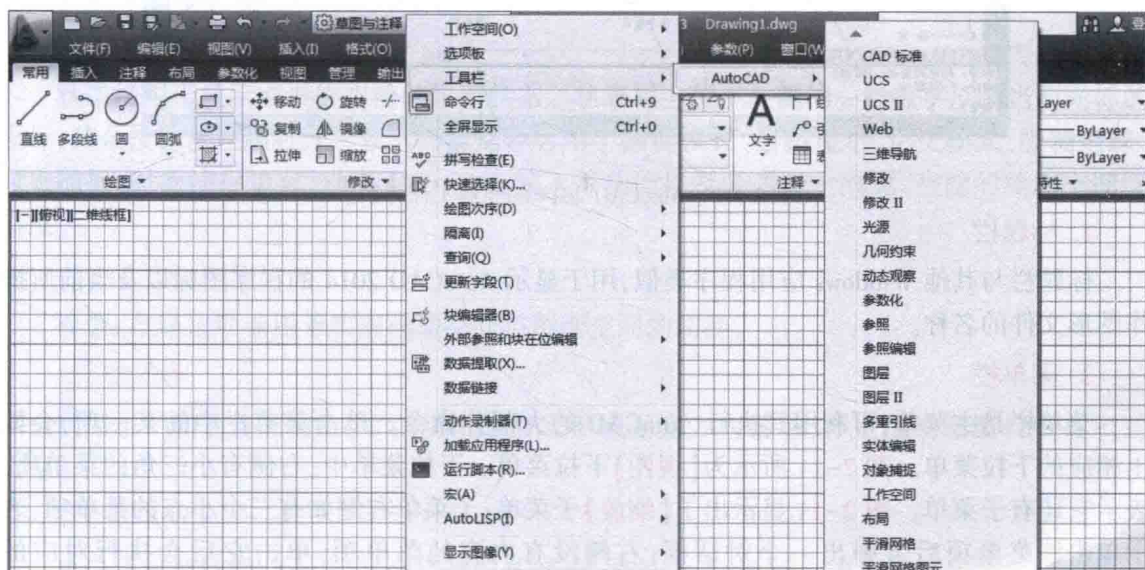 草图与注释
3 Drawing1.dwg
登
文件(F) 编辑(E) 视图(V) 插入(I) 格式(O)
) 参数(P) 窗口(W
常用 插入 注释 布局 参数化 视图 管理 输出
直线 多段线 圆 圆弧
移动 旋转
复制 镜像
拉伸 缩放
绘图 修改
[-][俯视][二维线框]
工作空间(O)
选项板
工具栏
命令行 Ctrl+9
全屏显示 Ctrl+0
拼写检查(E)
快速选择(K)...
绘图次序(D)
隔离(I)
查询(Q)
更新字段(T)
块编辑器(B)
外部参照和块在位编辑
数据提取(X)...
数据链接
动作录制器(T)
加载应用程序(L)...
运行脚本(R)...
宏(A)
AutoLISP(I)
显示图像(Y)
AutoCAD
A
文字
注释
CAD 标准
UCS
UCS II
Web
三维导航
修改
修改 II
光源
几何约束
动态观察
参数化
参照
参照编辑
图层
图层 II
多重引线
实体编辑
对象捕捉
工作空间
布局
平滑网格
平滑网格图元
Layer
ByLayer
ByLayer
特性